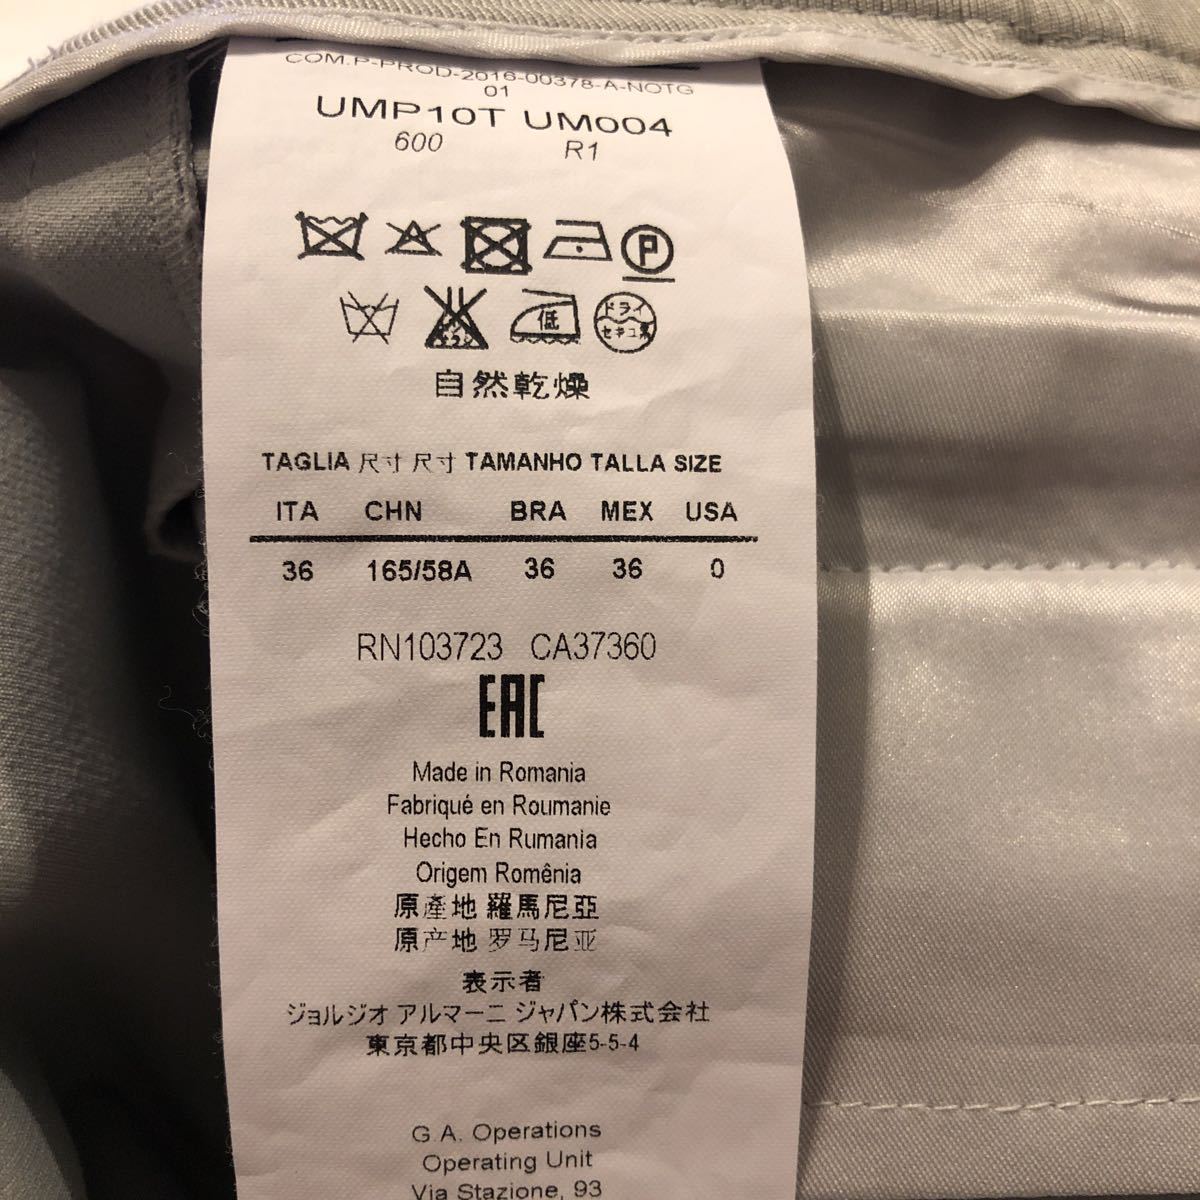 COM.P-PROD-2016-00378-A-NOTG
01
UMP10T UM004
600 R1
P
低 ドライ
セキユ系
自然乾燥
TAGLIA 尺寸 尺寸 TAMANHO TALLA SIZE
ITA CHN BRA MEX USA
36 165/58A 36 36 0
RN103723 CA37360
EAC
Made in Romania
Fabriqué en Roumanie
Hecho En Rumania
Origem Romênia
原產地 羅馬尼亞
原产地 罗马尼亚
表示者
ジョルジオ アルマーニ ジャパン株式会社
東京都中央区銀座5-5-4
G.A. Operations
Operating Unit
Via Stazione, 93